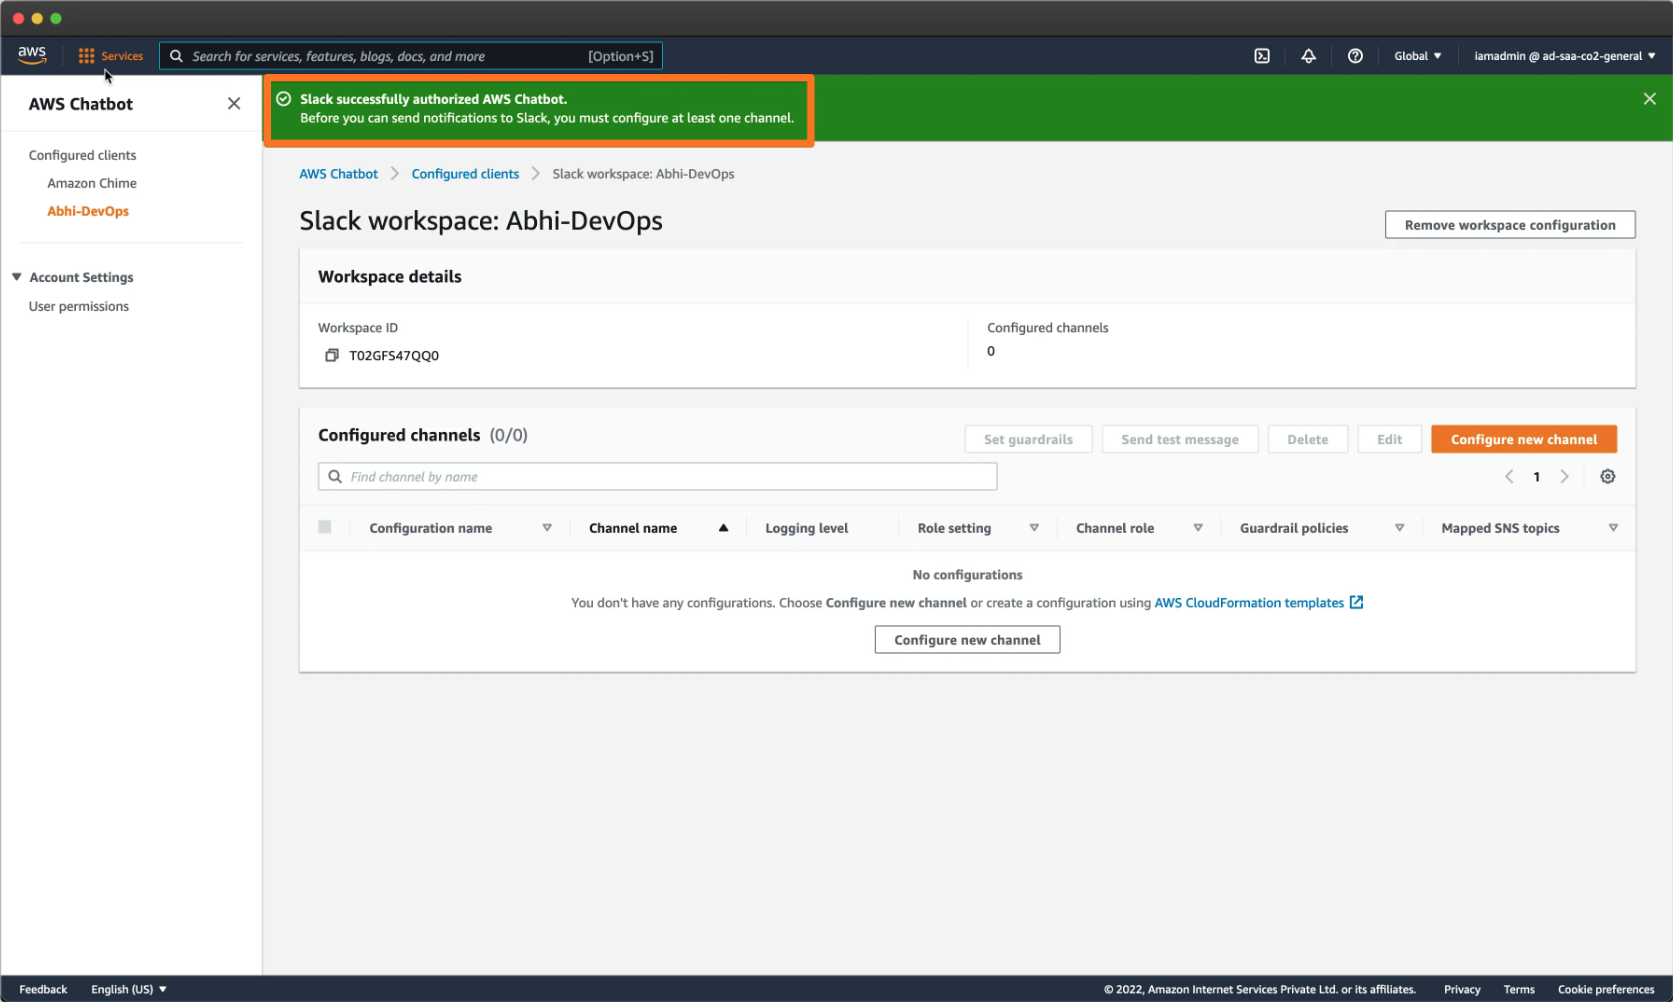 aws
Services
Search for services, features, blogs, docs, and more [Option+S]
Global
iamadmin @ ad-saa-co2-general
AWS Chatbot
Configured clients
Amazon Chime
Abhi-DevOps
Account Settings
User permissions
Slack successfully authorized AWS Chatbot.
Before you can send notifications to Slack, you must configure at least one channel.
AWS Chatbot > Configured clients > Slack workspace: Abhi-DevOps
Slack workspace: Abhi-DevOps
Remove workspace configuration
Workspace details
Workspace ID
T02GFS47QQ0
Configured channels
0
Configured channels (0/0)
Set guardrails
Send test message
Delete
Edit
Configure new channel
Find channel by name
1
Configuration name
Channel name
Logging level
Role setting
Channel role
Guardrail policies
Mapped SNS topics
No configurations
You don't have any configurations. Choose Configure new channel or create a configuration using AWS CloudFormation templates
Configure new channel
Feedback
English (US)
© 2022, Amazon Internet Services Private Ltd. or its affiliates.
Privacy
Terms
Cookie preferences